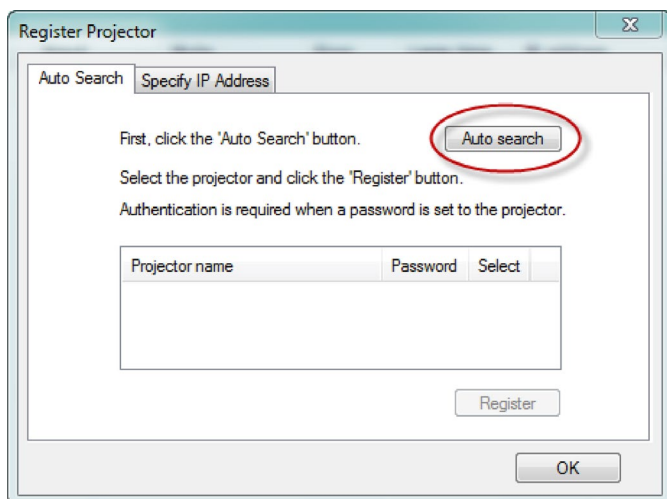 Register Projector
Auto Search Specify IP Address
First, click the 'Auto Search' button. Auto search
Select the projector and click the 'Register' button.
Authentication is required when a password is set to the projector.
Projector name Password Select
Register
OK